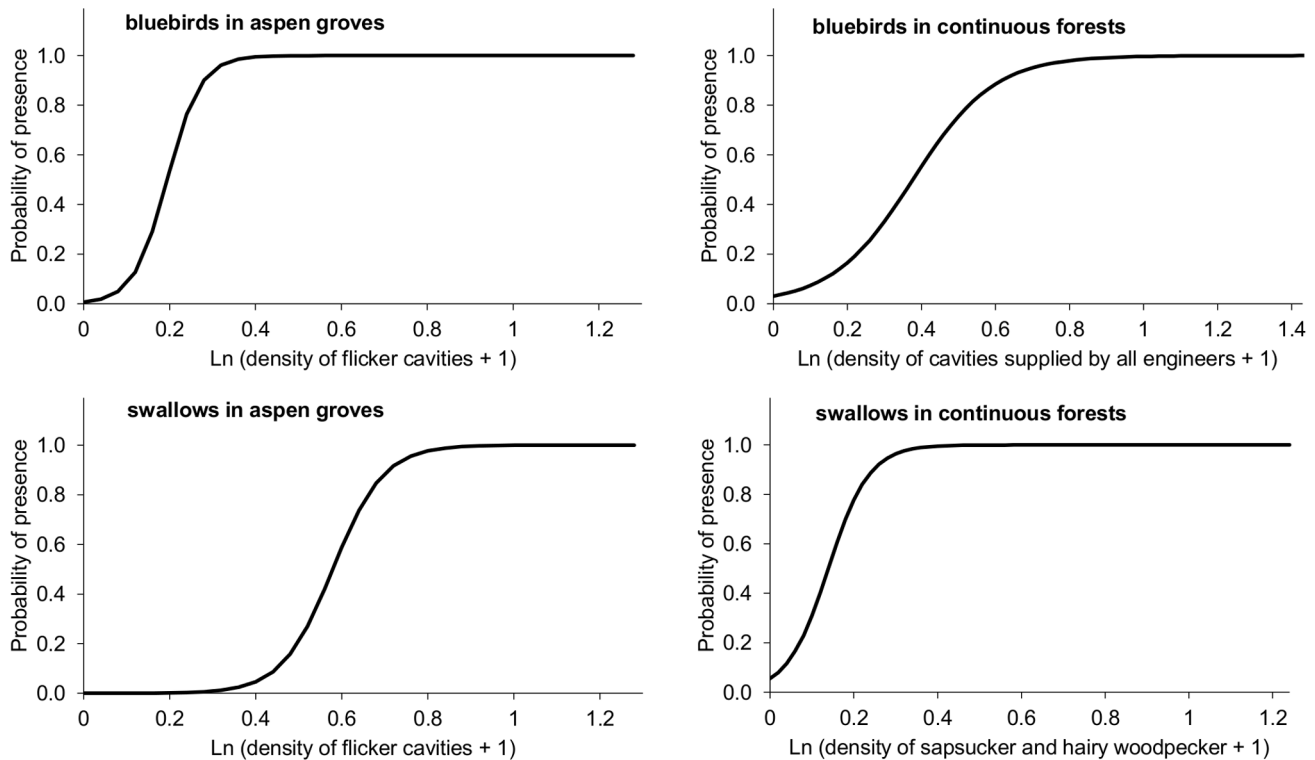 bluebirds in aspen groves
Probability of presence
1.0
0.8
0.6
0.4
0.2
0.0
0 0.2 0.4 0.6 0.8 1 1.2
Ln (density of flicker cavities + 1)
bluebirds in continuous forests
Probability of presence
1.0
0.8
0.6
0.4
0.2
0.0
0 0.2 0.4 0.6 0.8 1 1.2 1.4
Ln (density of cavities supplied by all engineers + 1)
swallows in aspen groves
Probability of presence
1.0
0.8
0.6
0.4
0.2
0.0
0 0.2 0.4 0.6 0.8 1 1.2
Ln (density of flicker cavities + 1)
swallows in continuous forests
Probability of presence
1.0
0.8
0.6
0.4
0.2
0.0
0 0.2 0.4 0.6 0.8 1 1.2
Ln (density of sapsucker and hairy woodpecker + 1)